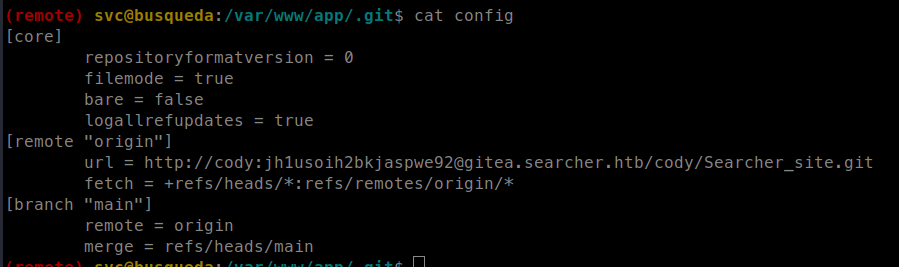 (remote) svc@busqueda:/var/www/app/.git$ cat config
[core]
        repositoryformatversion = 0
        filemode = true
        bare = false
        logallrefupdates = true
[remote "origin"]
        url = http://cody:jh1usoih2bkjaspwe92@gitea.searcher.htb/cody/Searcher_site.git
        fetch = +refs/heads/*:refs/remotes/origin/*
[branch "main"]
        remote = origin
        merge = refs/heads/main
(remote) svc@busqueda:/var/www/app/.git$